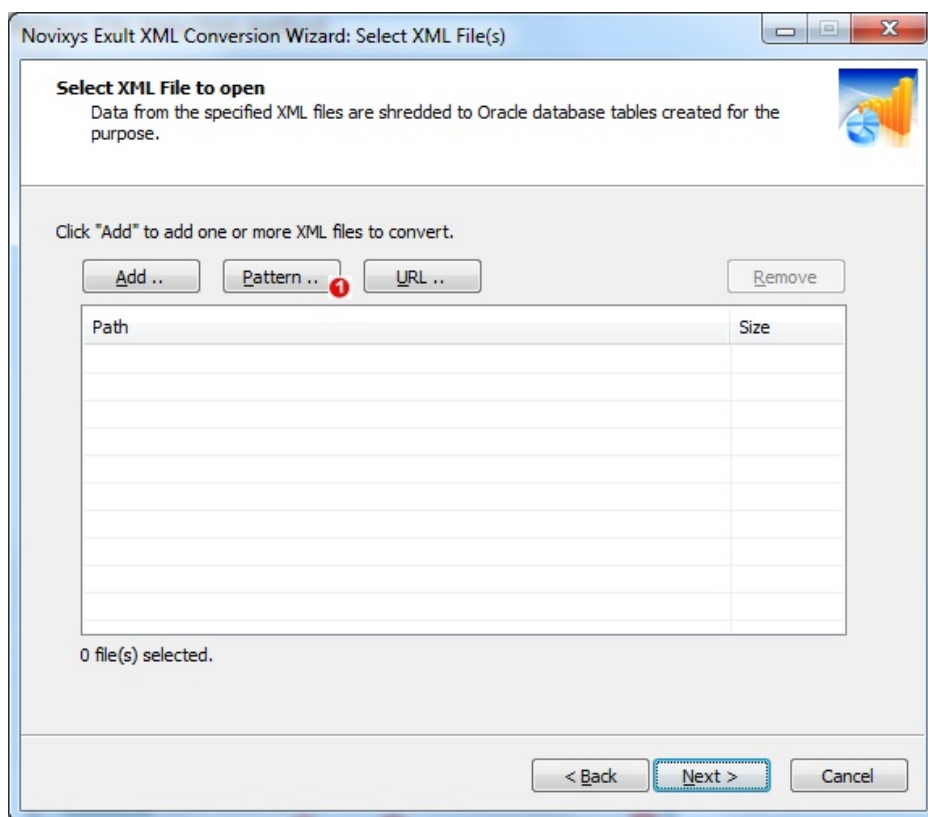 Novixys Exult XML Conversion Wizard: Select XML File(s)
Select XML File to open
Data from the specified XML files are shredded to Oracle database tables created for the
purpose.
Click "Add" to add one or more XML files to convert.
Add .. Pattern .. 1 URL .. Remove
Path Size
0 file(s) selected.
< Back Next > Cancel